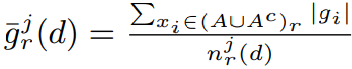 $\bar{g}_r^j(d) = \frac{\sum_{x_i \in (A \cup A^c)_r} |g_i|}{n_r^j(d)}$